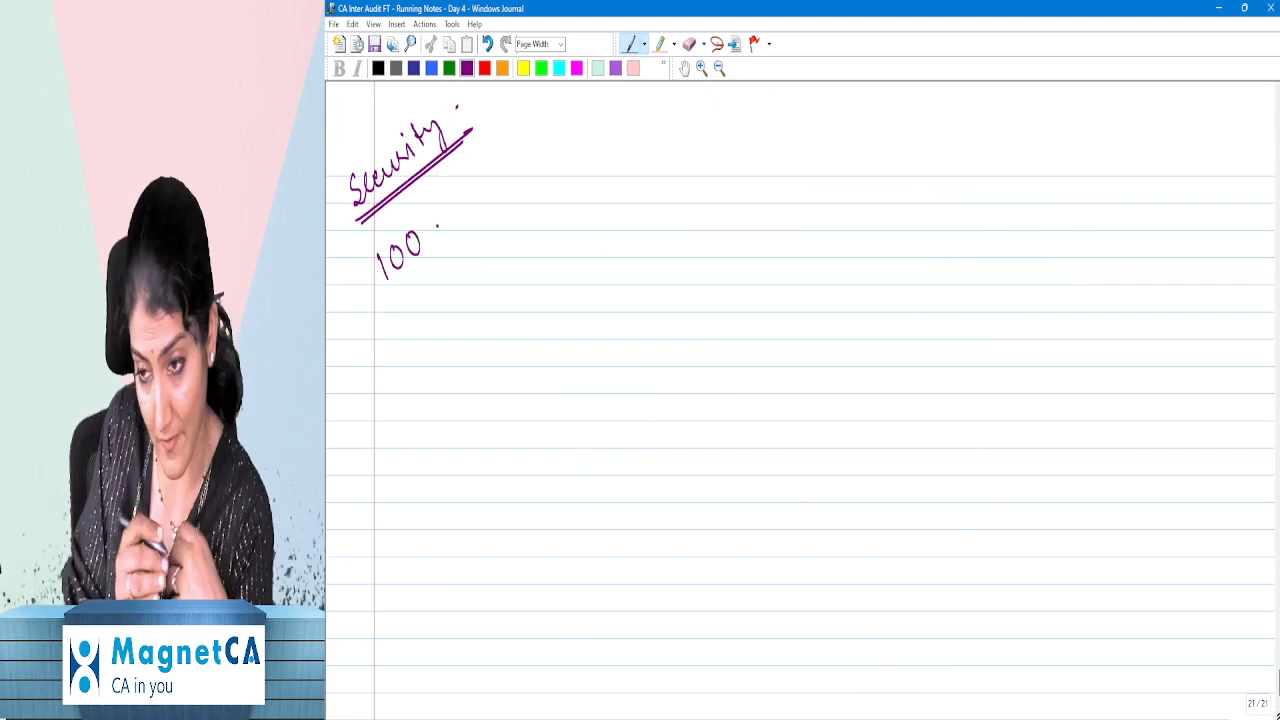 CA Inter Audit FT - Running Notes - Day 4 - Windows Journal
File Edit View Insert Actions Tools Help
Page Width
B I
Security
100
MagnetCA
CA in you
21 / 21